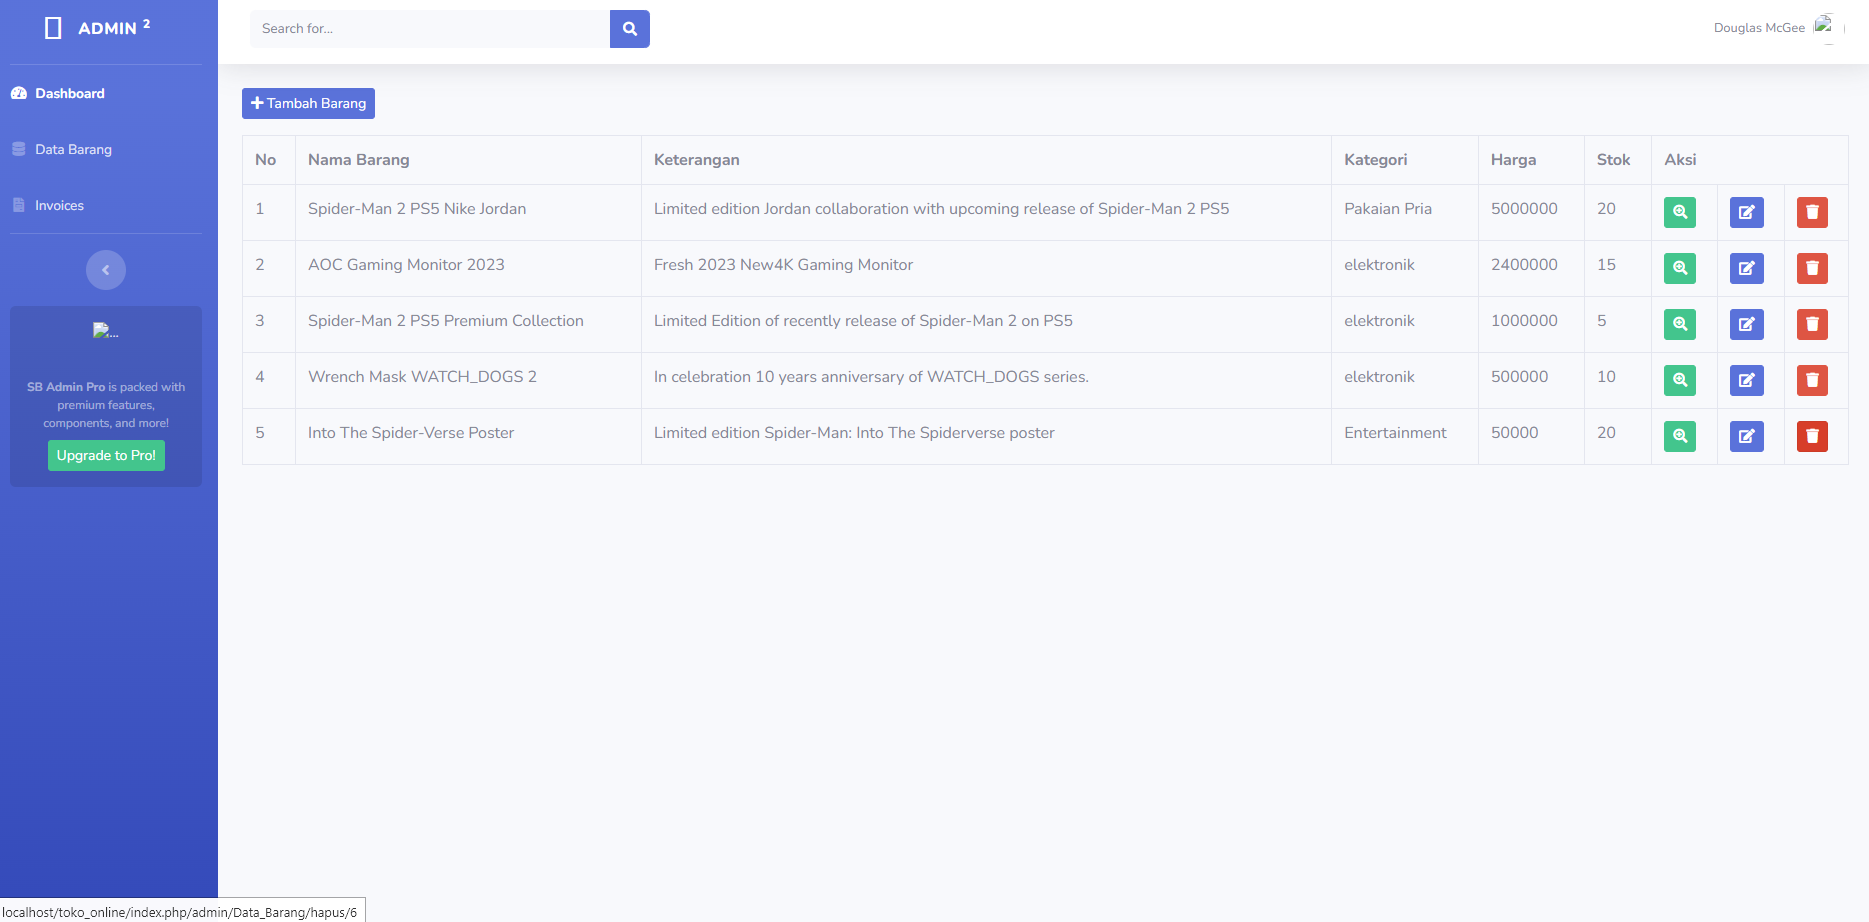 ADMIN 2
Search for...
Douglas McGee
Dashboard
Data Barang
Invoices
...
SB Admin Pro is packed with
premium features,
components, and more!
Upgrade to Pro!
Tambah Barang
No Nama Barang Keterangan Kategori Harga Stok Aksi
1 Spider-Man 2 PS5 Nike Jordan Limited edition Jordan collaboration with upcoming release of Spider-Man 2 PS5 Pakaian Pria 5000000 20
2 AOC Gaming Monitor 2023 Fresh 2023 New4K Gaming Monitor elektronik 2400000 15
3 Spider-Man 2 PS5 Premium Collection Limited Edition of recently release of Spider-Man 2 on PS5 elektronik 1000000 5
4 Wrench Mask WATCH_DOGS 2 In celebration 10 years anniversary of WATCH_DOGS series. elektronik 500000 10
5 Into The Spider-Verse Poster Limited edition Spider-Man: Into The Spiderverse poster Entertainment 50000 20
localhost/toko_online/index.php/admin/Data_Barang/hapus/6